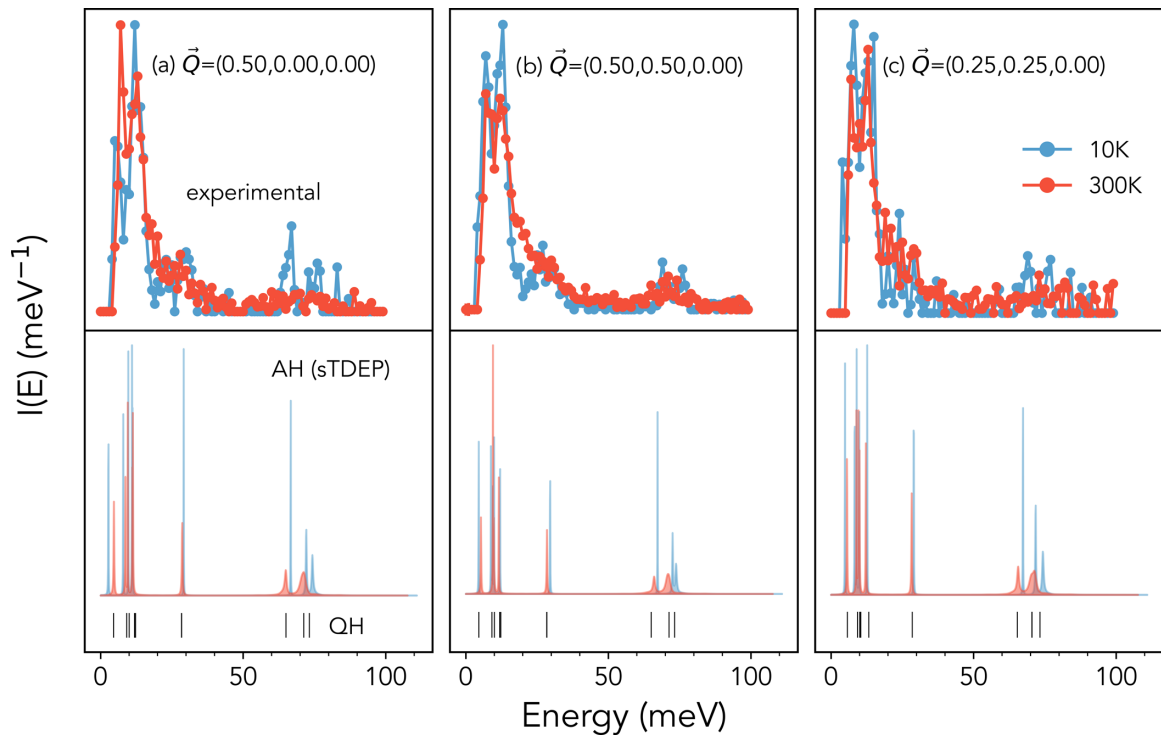 (a) Q⃗=(0.50,0.00,0.00)
(b) Q⃗=(0.50,0.50,0.00)
(c) Q⃗=(0.25,0.25,0.00)
10K
300K
experimental
I(E) (meV⁻¹)
AH (sTDEP)
QH
0 50 100
0 50 100
0 50 100
Energy (meV)